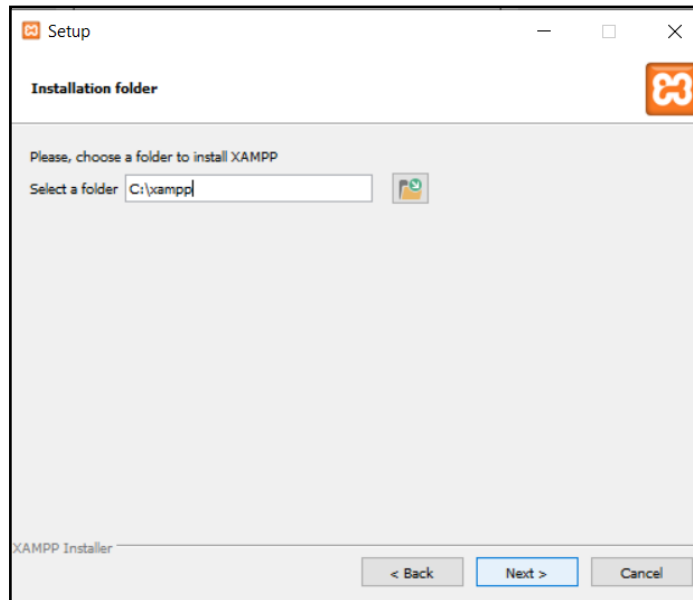 Setup
Installation folder
Please, choose a folder to install XAMPP
Select a folder C:\xampp
XAMPP Installer
< Back Next > Cancel